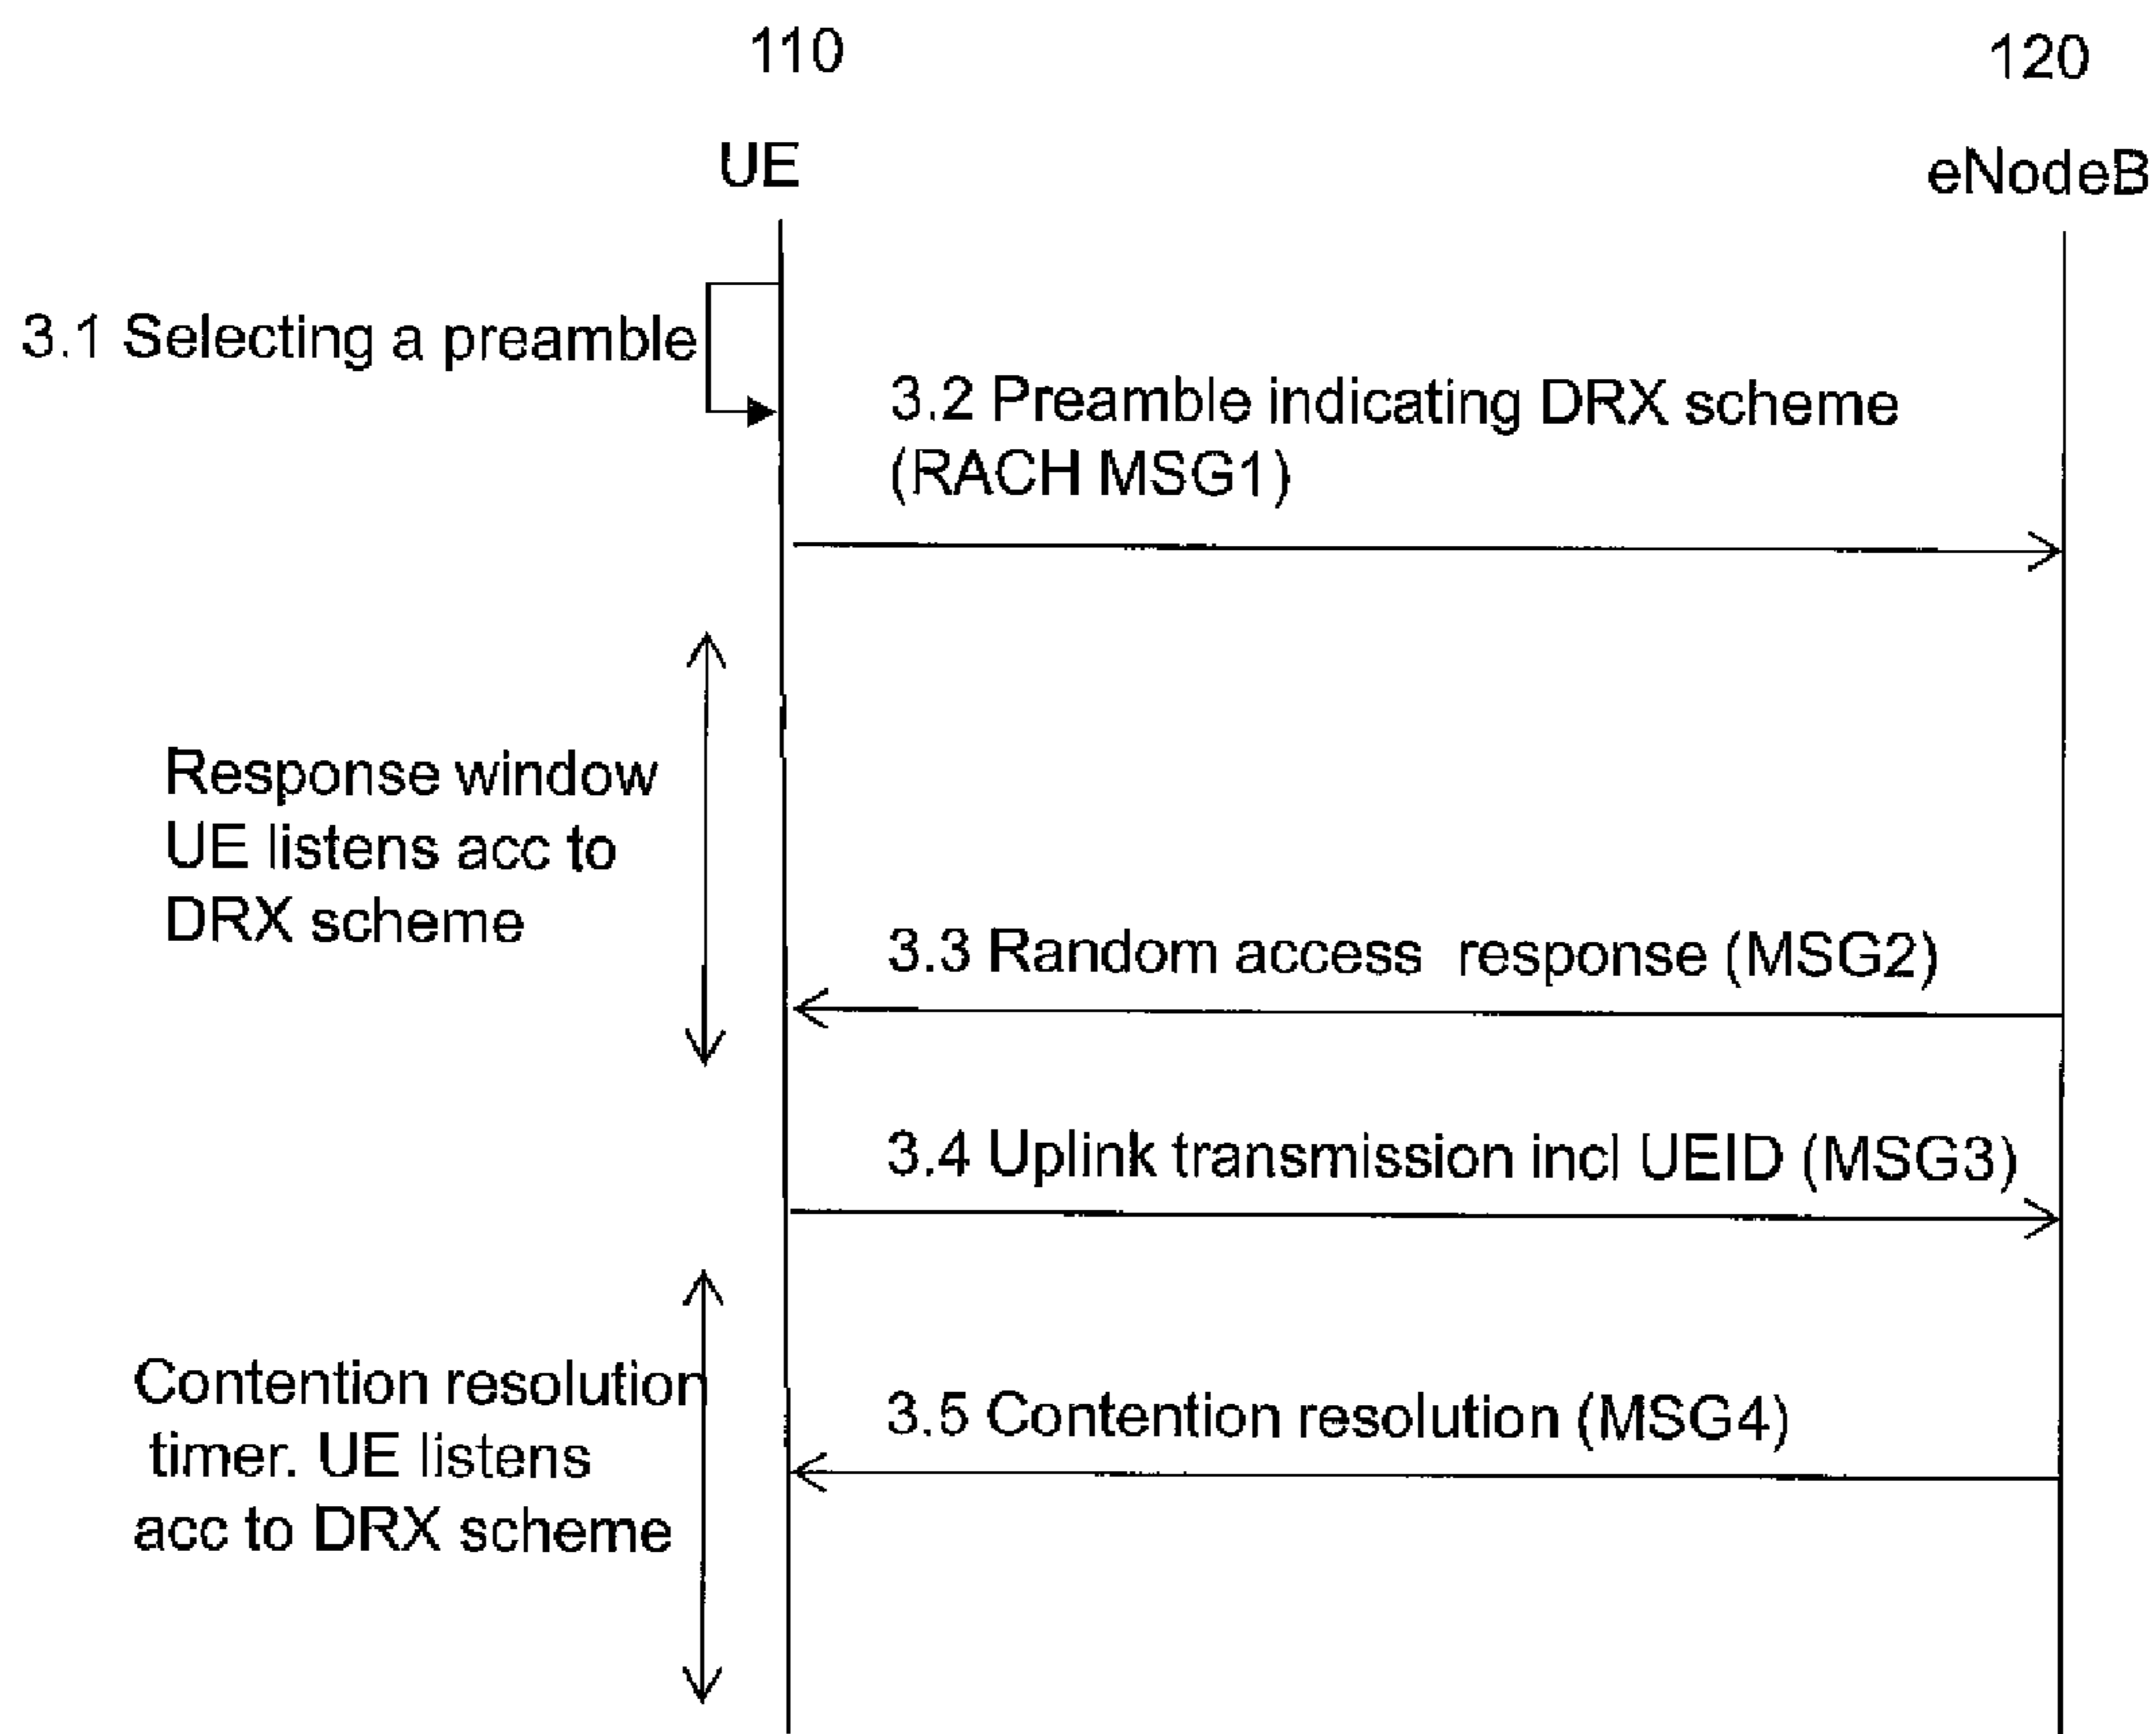 110
120
UE
eNodeB
3.1 Selecting a preamble
3.2 Preamble indicating DRX scheme
(RACH MSG1)
Response window
UE listens acc to
DRX scheme
3.3 Random access response (MSG2)
3.4 Uplink transmission incl UEID (MSG3)
Contention resolution
timer. UE listens
acc to DRX scheme
3.5 Contention resolution (MSG4)